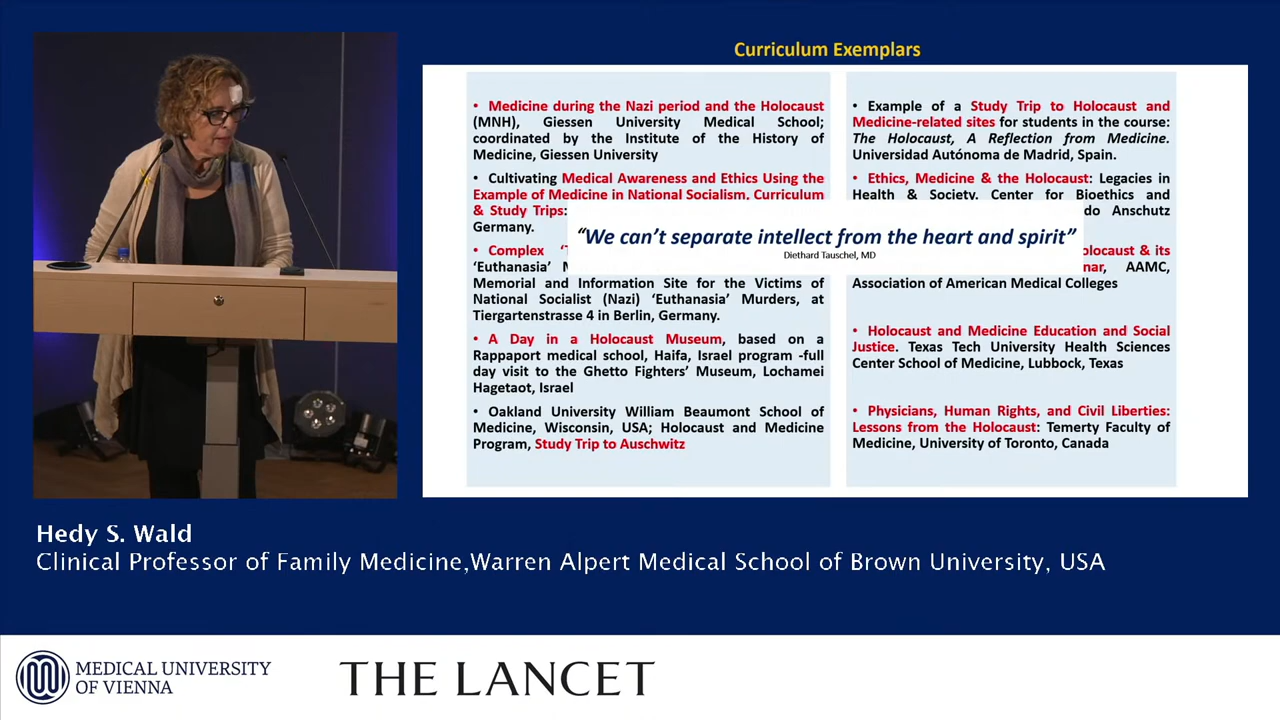 Curriculum Exemplars
• Medicine during the Nazi period and the Holocaust
(MNH), Giessen University Medical School;
coordinated by the Institute of the History of
Medicine, Giessen University
• Cultivating Medical Awareness and Ethics Using the
Example of Medicine in National Socialism, Curriculum
& Study Trips:
Germany.
• Complex
‘Euthanasia’
Memorial and Information Site for the Victims of
National Socialist (Nazi) ‘Euthanasia’ Murders, at
Tiergartenstrasse 4 in Berlin, Germany.
• A Day in a Holocaust Museum, based on a
Rappaport medical school, Haifa, Israel program -full
day visit to the Ghetto Fighters’ Museum, Lochamei
Hagetaot, Israel
• Oakland University William Beaumont School of
Medicine, Wisconsin, USA; Holocaust and Medicine
Program, Study Trip to Auschwitz
• Example of a Study Trip to Holocaust and
Medicine-related sites for students in the course:
The Holocaust, A Reflection from Medicine.
Universidad Autónoma de Madrid, Spain.
• Ethics, Medicine & the Holocaust: Legacies in
Health & Society. Center for Bioethics and
Anschutz
& its
AAMC,
Association of American Medical Colleges
• Holocaust and Medicine Education and Social
Justice. Texas Tech University Health Sciences
Center School of Medicine, Lubbock, Texas
• Physicians, Human Rights, and Civil Liberties:
Lessons from the Holocaust: Temerty Faculty of
Medicine, University of Toronto, Canada
“We can’t separate intellect from the heart and spirit”
Diethard Tauschel, MD
Hedy S. Wald
Clinical Professor of Family Medicine,Warren Alpert Medical School of Brown University, USA
MEDICAL UNIVERSITY
OF VIENNA
THE LANCET